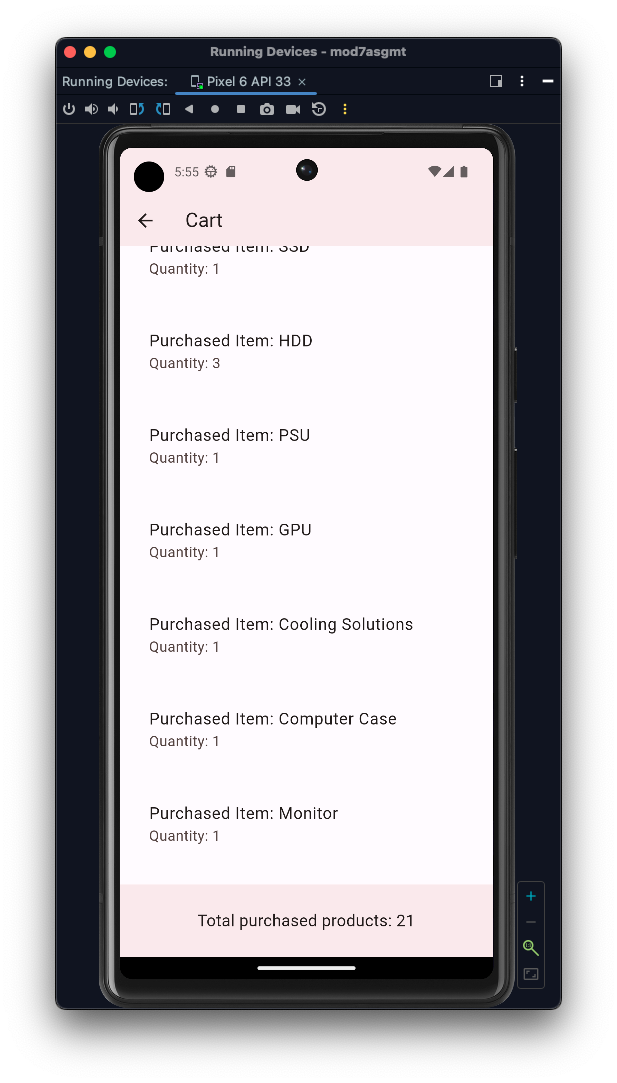 Running Devices - mod7asgmt
Running Devices:
Pixel 6 API 33
5:55
Cart
Purchased Item: SSD
Quantity: 1
Purchased Item: HDD
Quantity: 3
Purchased Item: PSU
Quantity: 1
Purchased Item: GPU
Quantity: 1
Purchased Item: Cooling Solutions
Quantity: 1
Purchased Item: Computer Case
Quantity: 1
Purchased Item: Monitor
Quantity: 1
Total purchased products: 21